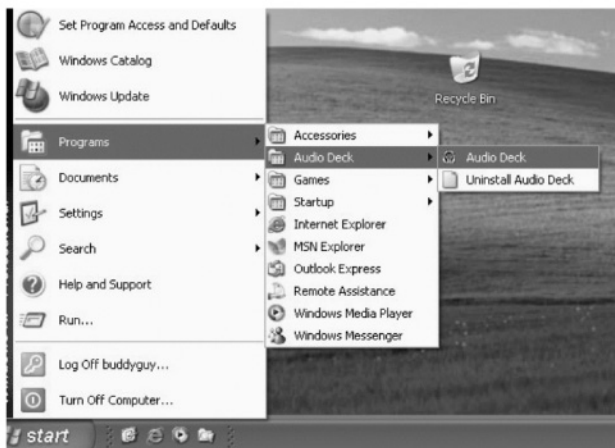 Set Program Access and Defaults
Windows Catalog
Windows Update
Programs
Documents
Settings
Search
Help and Support
Run...
Log Off buddyguy...
Turn Off Computer...
start
Accessories
Audio Deck
Games
Startup
Internet Explorer
MSN Explorer
Outlook Express
Remote Assistance
Windows Media Player
Windows Messenger
Audio Deck
Uninstall Audio Deck
Recycle Bin